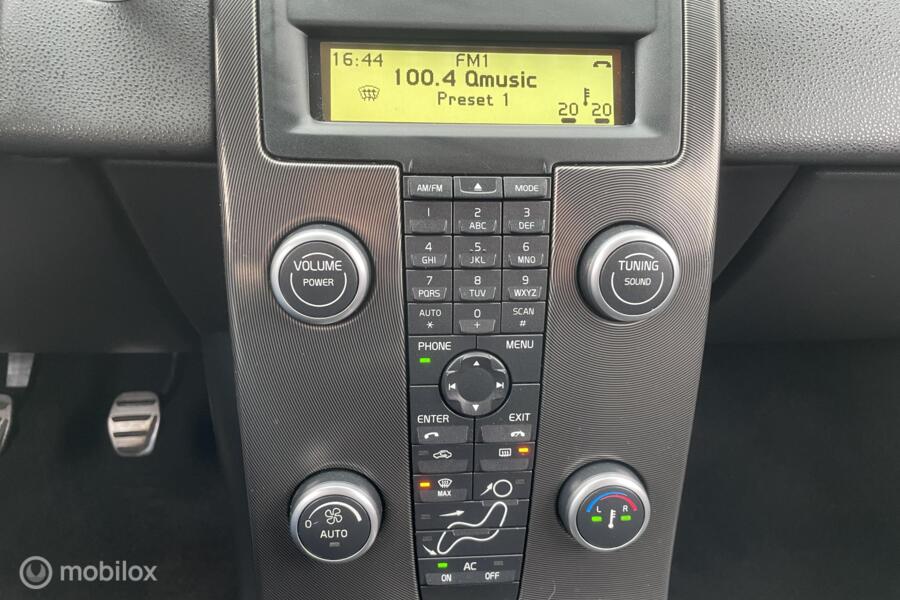 16:44 FM1
100.4 Qmusic
Preset 1
20 20
AM/FM MODE
1 2 ABC 3 DEF
4 GHI 5 JKL 6 MNO
7 PQRS 8 TUV 9 WXYZ
AUTO * 0 + SCAN #
VOLUME
POWER
TUNING
SOUND
PHONE MENU
ENTER EXIT
MAX
0
AUTO
L R
AC
ON OFF
mobilox